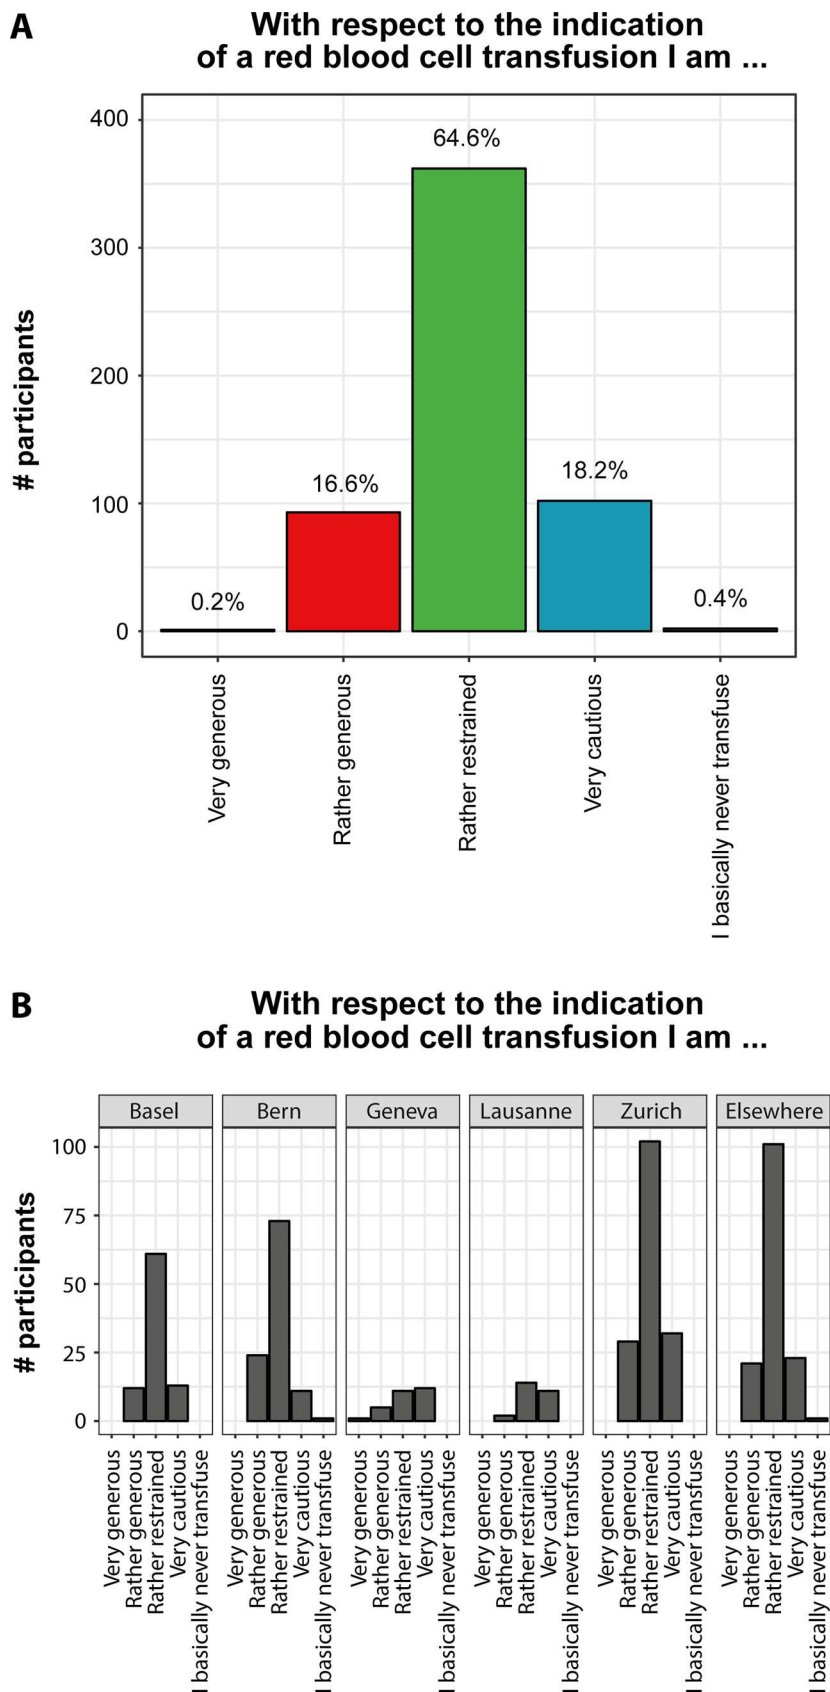 A
With respect to the indication
of a red blood cell transfusion I am ...
# participants
400
300
200
100
0
0.2%
16.6%
64.6%
18.2%
0.4%
Very generous
Rather generous
Rather restrained
Very cautious
I basically never transfuse
B
With respect to the indication
of a red blood cell transfusion I am ...
# participants
Basel
Bern
Geneva
Lausanne
Zurich
Elsewhere
100
75
50
25
0
Very generous
Rather generous
Rather restrained
Very cautious
I basically never transfuse
Very generous
Rather generous
Rather restrained
Very cautious
I basically never transfuse
Very generous
Rather generous
Rather restrained
Very cautious
I basically never transfuse
Very generous
Rather generous
Rather restrained
Very cautious
I basically never transfuse
Very generous
Rather generous
Rather restrained
Very cautious
I basically never transfuse
Very generous
Rather generous
Rather restrained
Very cautious
I basically never transfuse